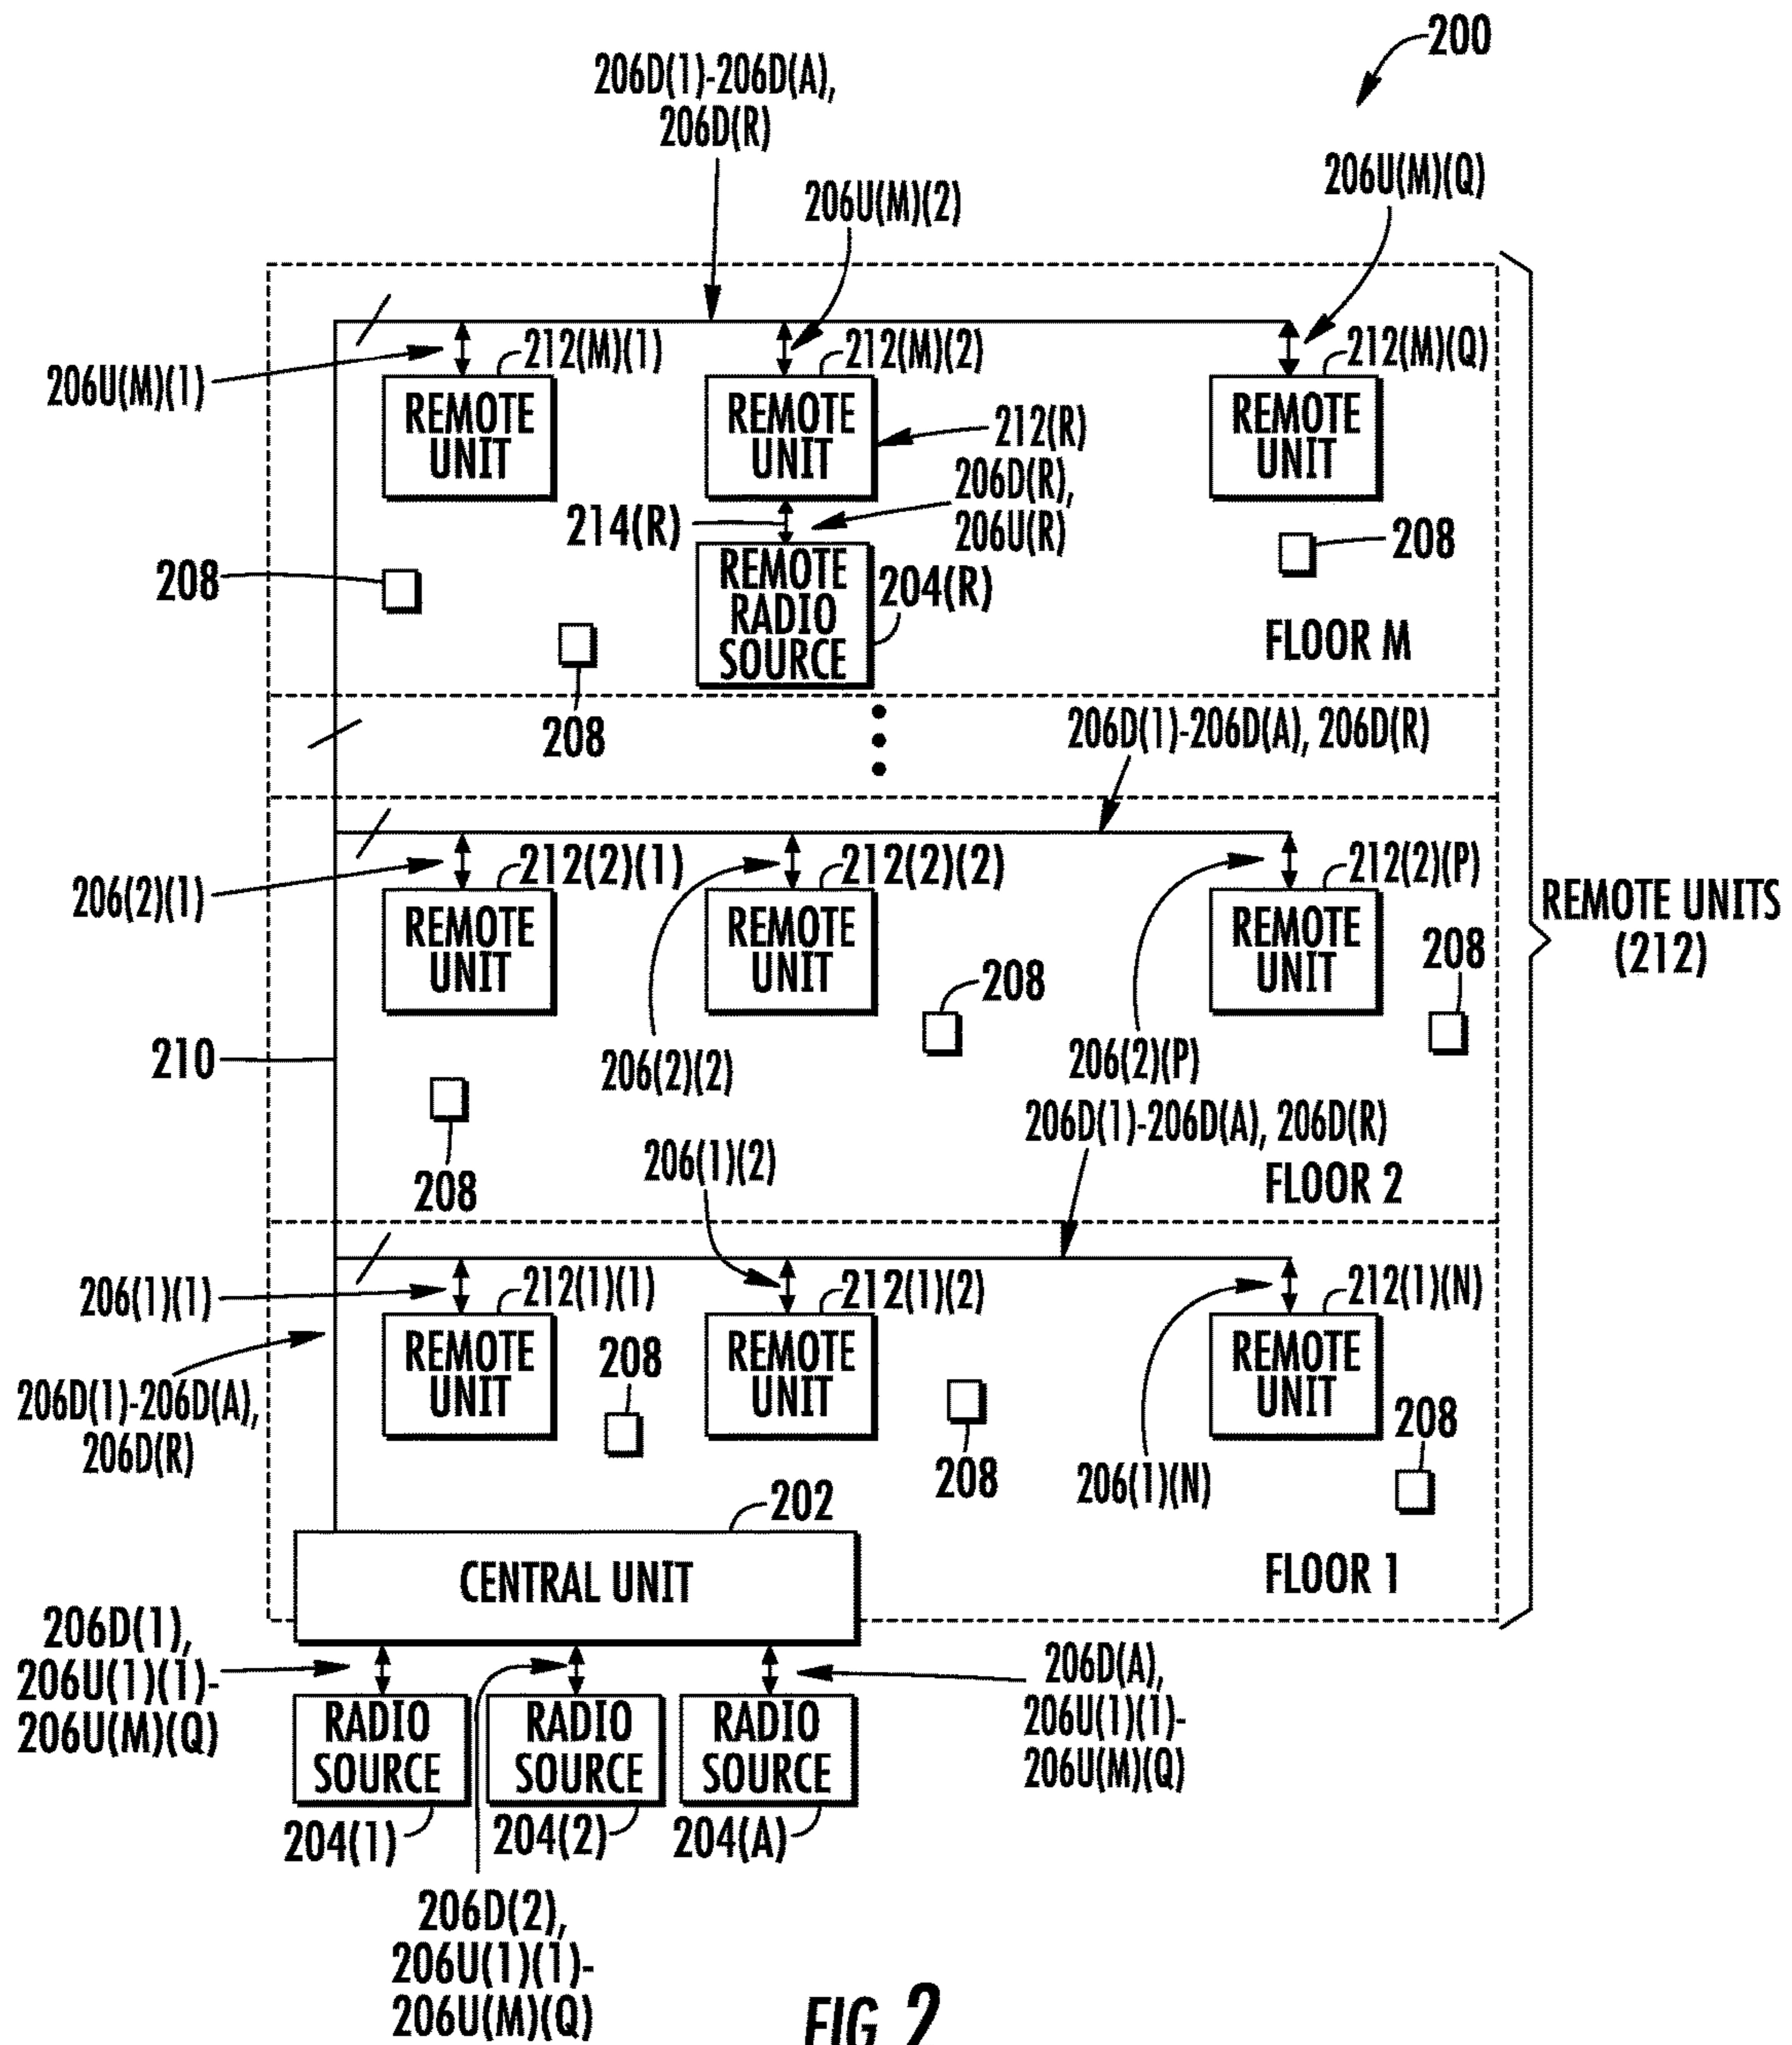 200
206D(1)-206D(A),
206D(R)
206U(M)(2)
206U(M)(Q)
206U(M)(1)
212(M)(1)
212(M)(2)
212(M)(Q)
REMOTE
UNIT
REMOTE
UNIT
REMOTE
UNIT
212(R)
206D(R),
206U(R)
214(R)
208
208
REMOTE
RADIO
SOURCE
204(R)
FLOOR M
208
206D(1)-206D(A), 206D(R)
206(2)(1)
212(2)(1)
212(2)(2)
212(2)(P)
REMOTE
UNIT
REMOTE
UNIT
REMOTE
UNIT
REMOTE UNITS
(212)
208
208
210
206(2)(2)
206(2)(P)
206D(1)-206D(A), 206D(R)
208
206(1)(2)
FLOOR 2
206(1)(1)
212(1)(1)
212(1)(2)
212(1)(N)
REMOTE
UNIT
REMOTE
UNIT
REMOTE
UNIT
208
206D(1)-206D(A),
206D(R)
208
208
206(1)(N)
202
CENTRAL UNIT
FLOOR 1
206D(1),
206U(1)(1)-
206U(M)(Q)
206D(A),
206U(1)(1)-
206U(M)(Q)
RADIO
SOURCE
RADIO
SOURCE
RADIO
SOURCE
204(1)
204(2)
204(A)
206D(2),
206U(1)(1)-
206U(M)(Q)
FIG. 2